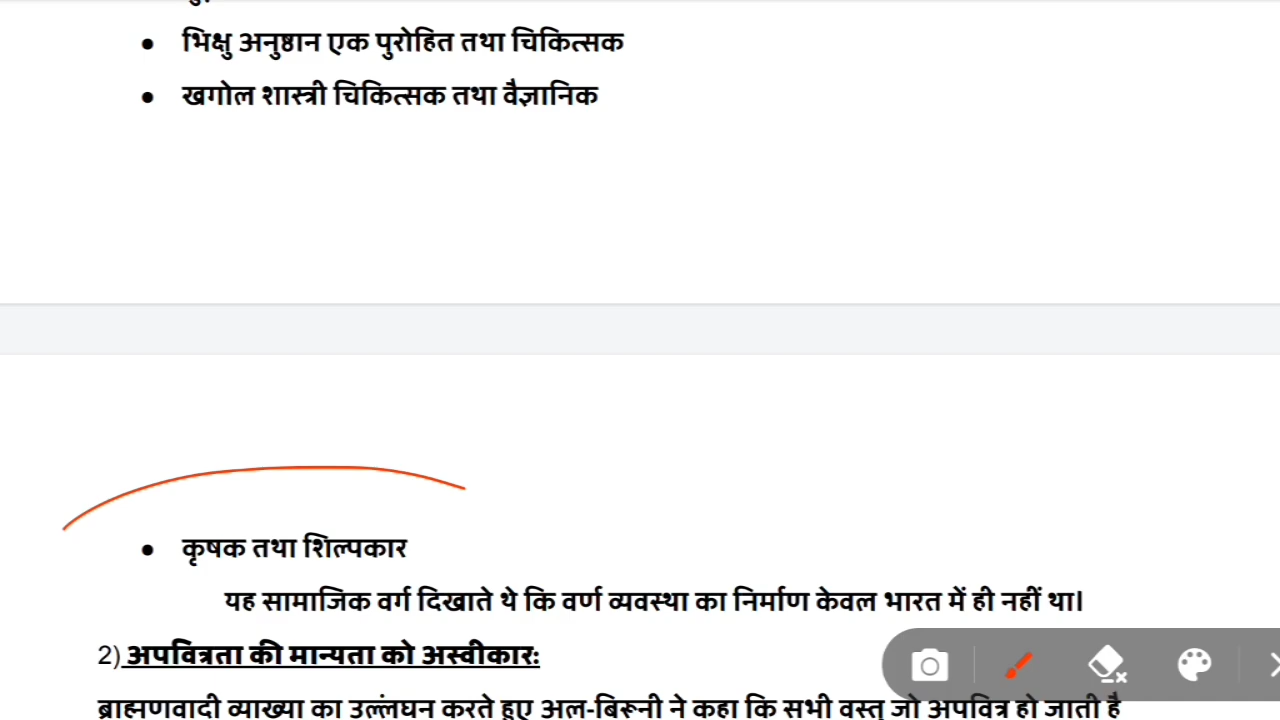 • भिक्षु अनुष्ठान एक पुरोहित तथा चिकित्सक
• खगोल शास्त्री चिकित्सक तथा वैज्ञानिक
• कृषक तथा शिल्पकार
यह सामाजिक वर्ग दिखाते थे कि वर्ण व्यवस्था का निर्माण केवल भारत में ही नहीं था।
2) अपवित्रता की मान्यता को अस्वीकारः
ब्राह्मणवादी व्याख्या का उल्लंघन करते हुए अल-बिरूनी ने कहा कि सभी वस्तु जो अपवित्र हो जाती है